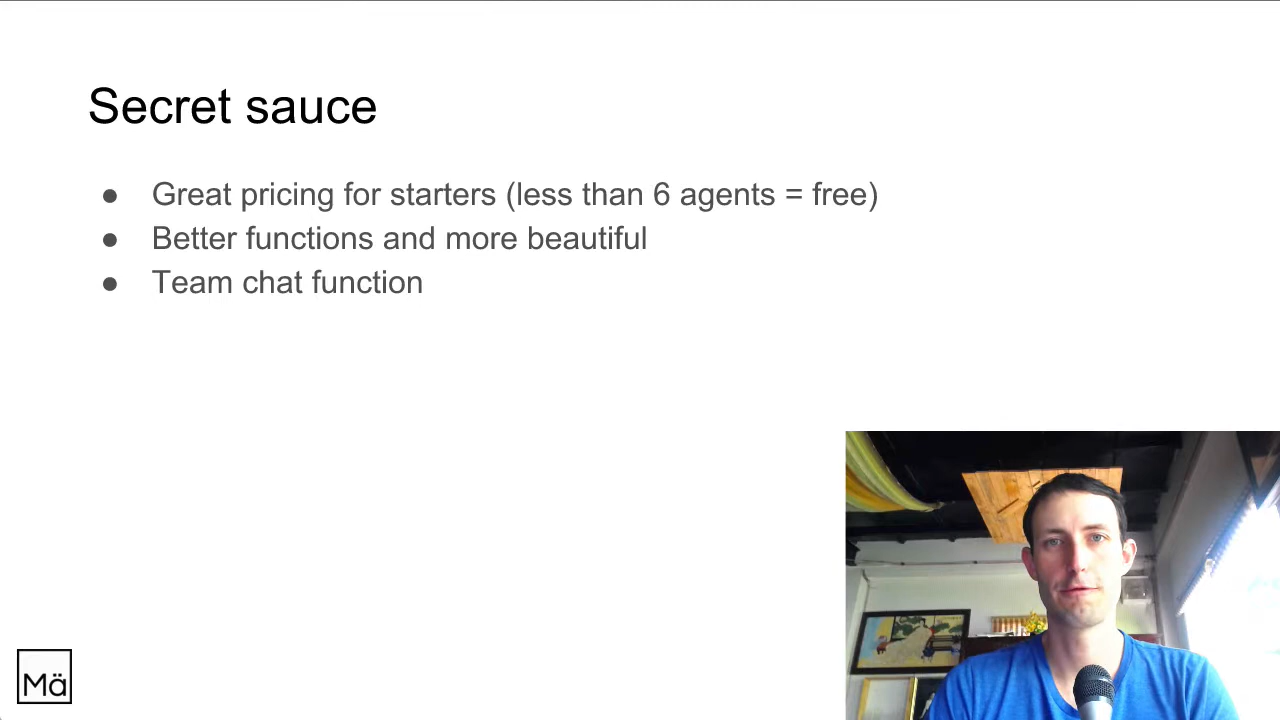 Secret sauce
● Great pricing for starters (less than 6 agents = free)
● Better functions and more beautiful
● Team chat function
Mä